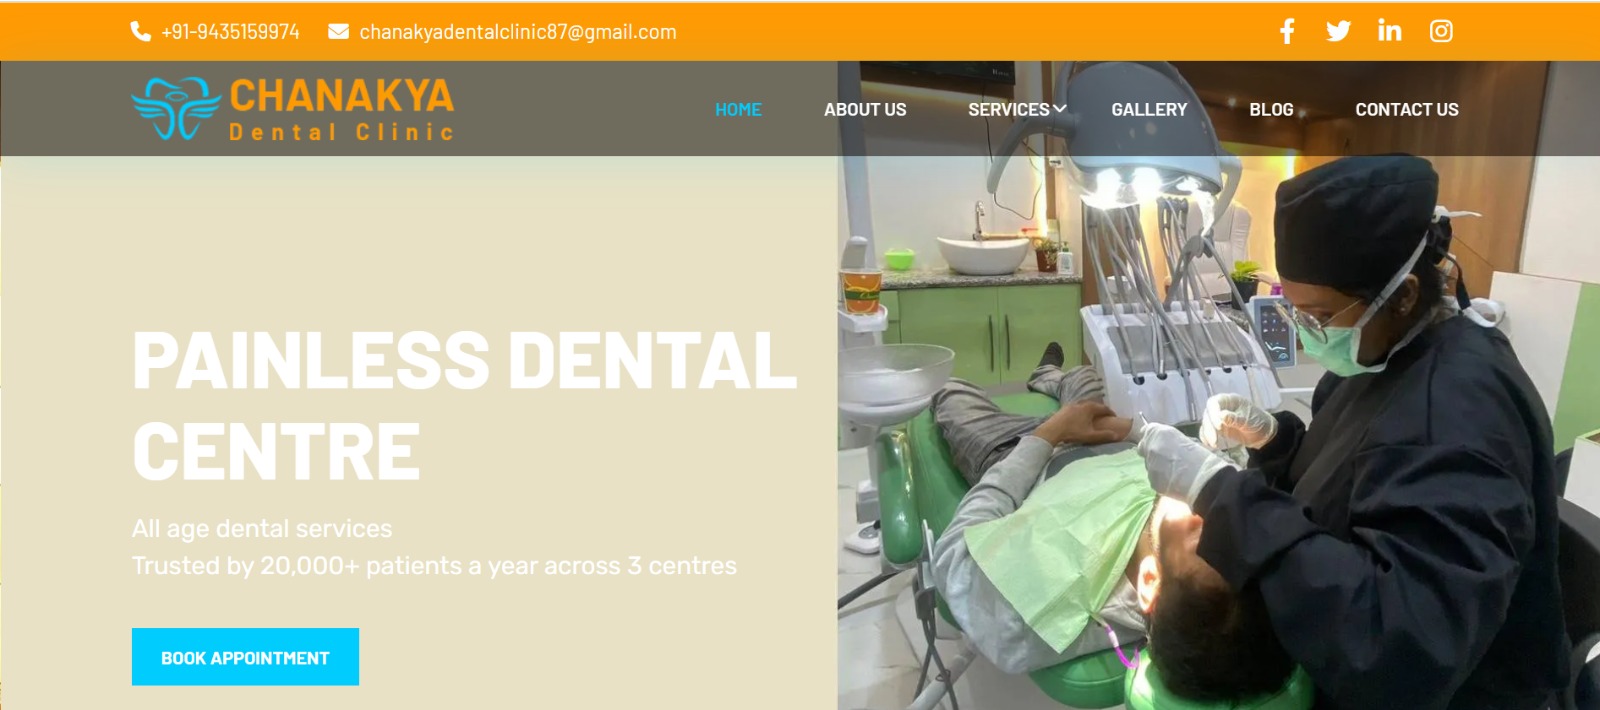 +91-9435159974 chanakyadentalclinic87@gmail.com
CHANAKYA
Dental Clinic
HOME ABOUT US SERVICES GALLERY BLOG CONTACT US
PAINLESS DENTAL
CENTRE
All age dental services
Trusted by 20,000+ patients a year across 3 centres
BOOK APPOINTMENT